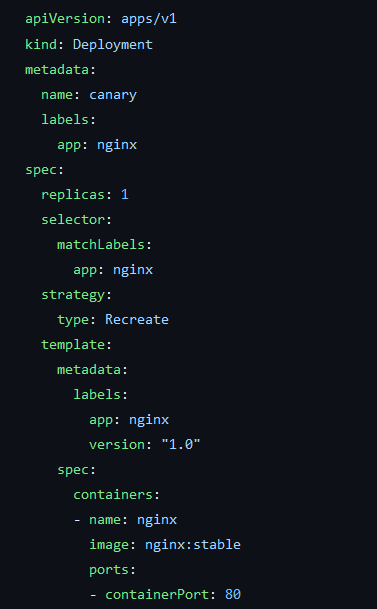 apiVersion: apps/v1
kind: Deployment
metadata:
  name: canary
  labels:
    app: nginx
spec:
  replicas: 1
  selector:
    matchLabels:
      app: nginx
  strategy:
    type: Recreate
  template:
    metadata:
      labels:
        app: nginx
        version: "1.0"
    spec:
      containers:
      - name: nginx
        image: nginx:stable
        ports:
        - containerPort: 80